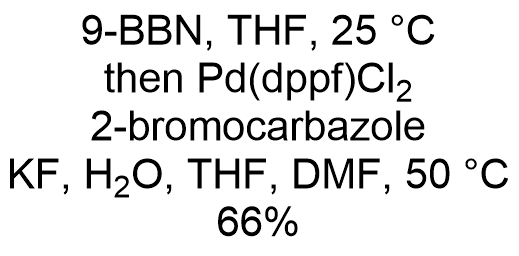 9-BBN, THF, 25 °C
then Pd(dppf)Cl₂
2-bromocarbazole
KF, H₂O, THF, DMF, 50 °C
66%